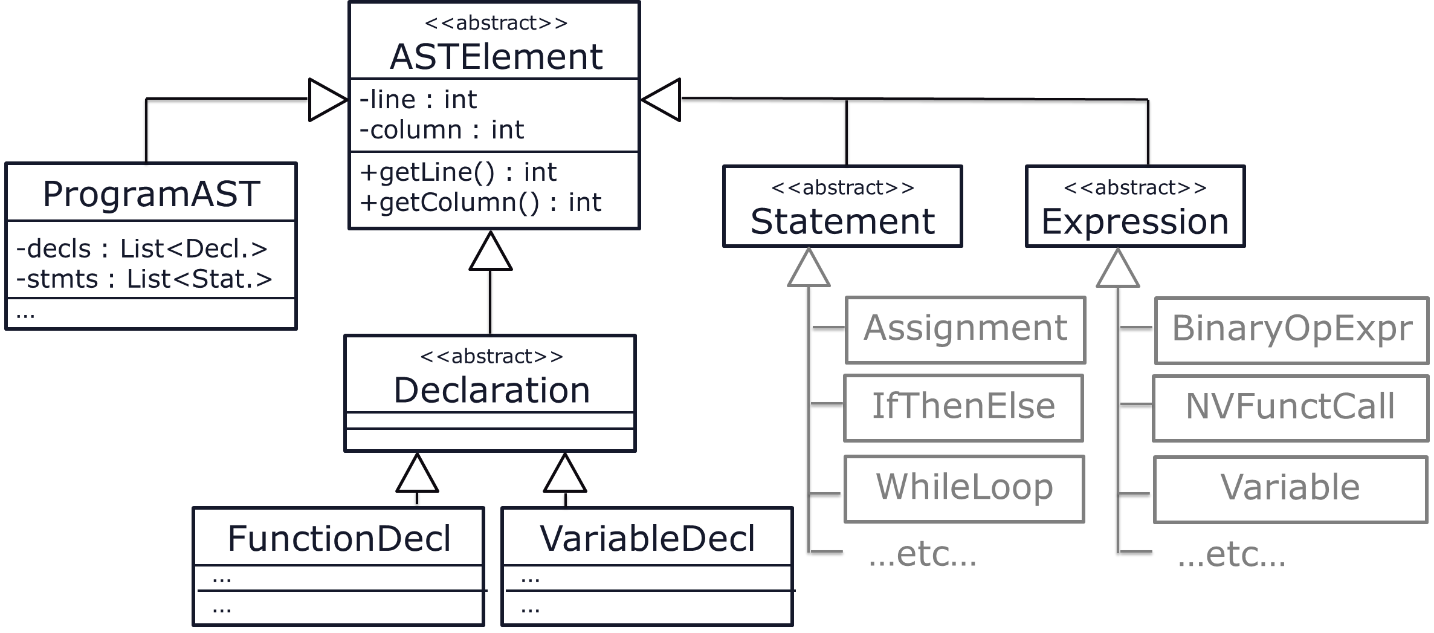 <<abstract>>
ASTElement
-line : int
-column : int
+getLine() : int
+getColumn() : int
ProgramAST
-decls : List<Decl.>
-stmts : List<Stat.>
...
<<abstract>>
Statement
<<abstract>>
Expression
<<abstract>>
Declaration
FunctionDecl
...
...
VariableDecl
...
...
Assignment
IfThenElse
WhileLoop
...etc...
BinaryOpExpr
NVFunctCall
Variable
...etc...